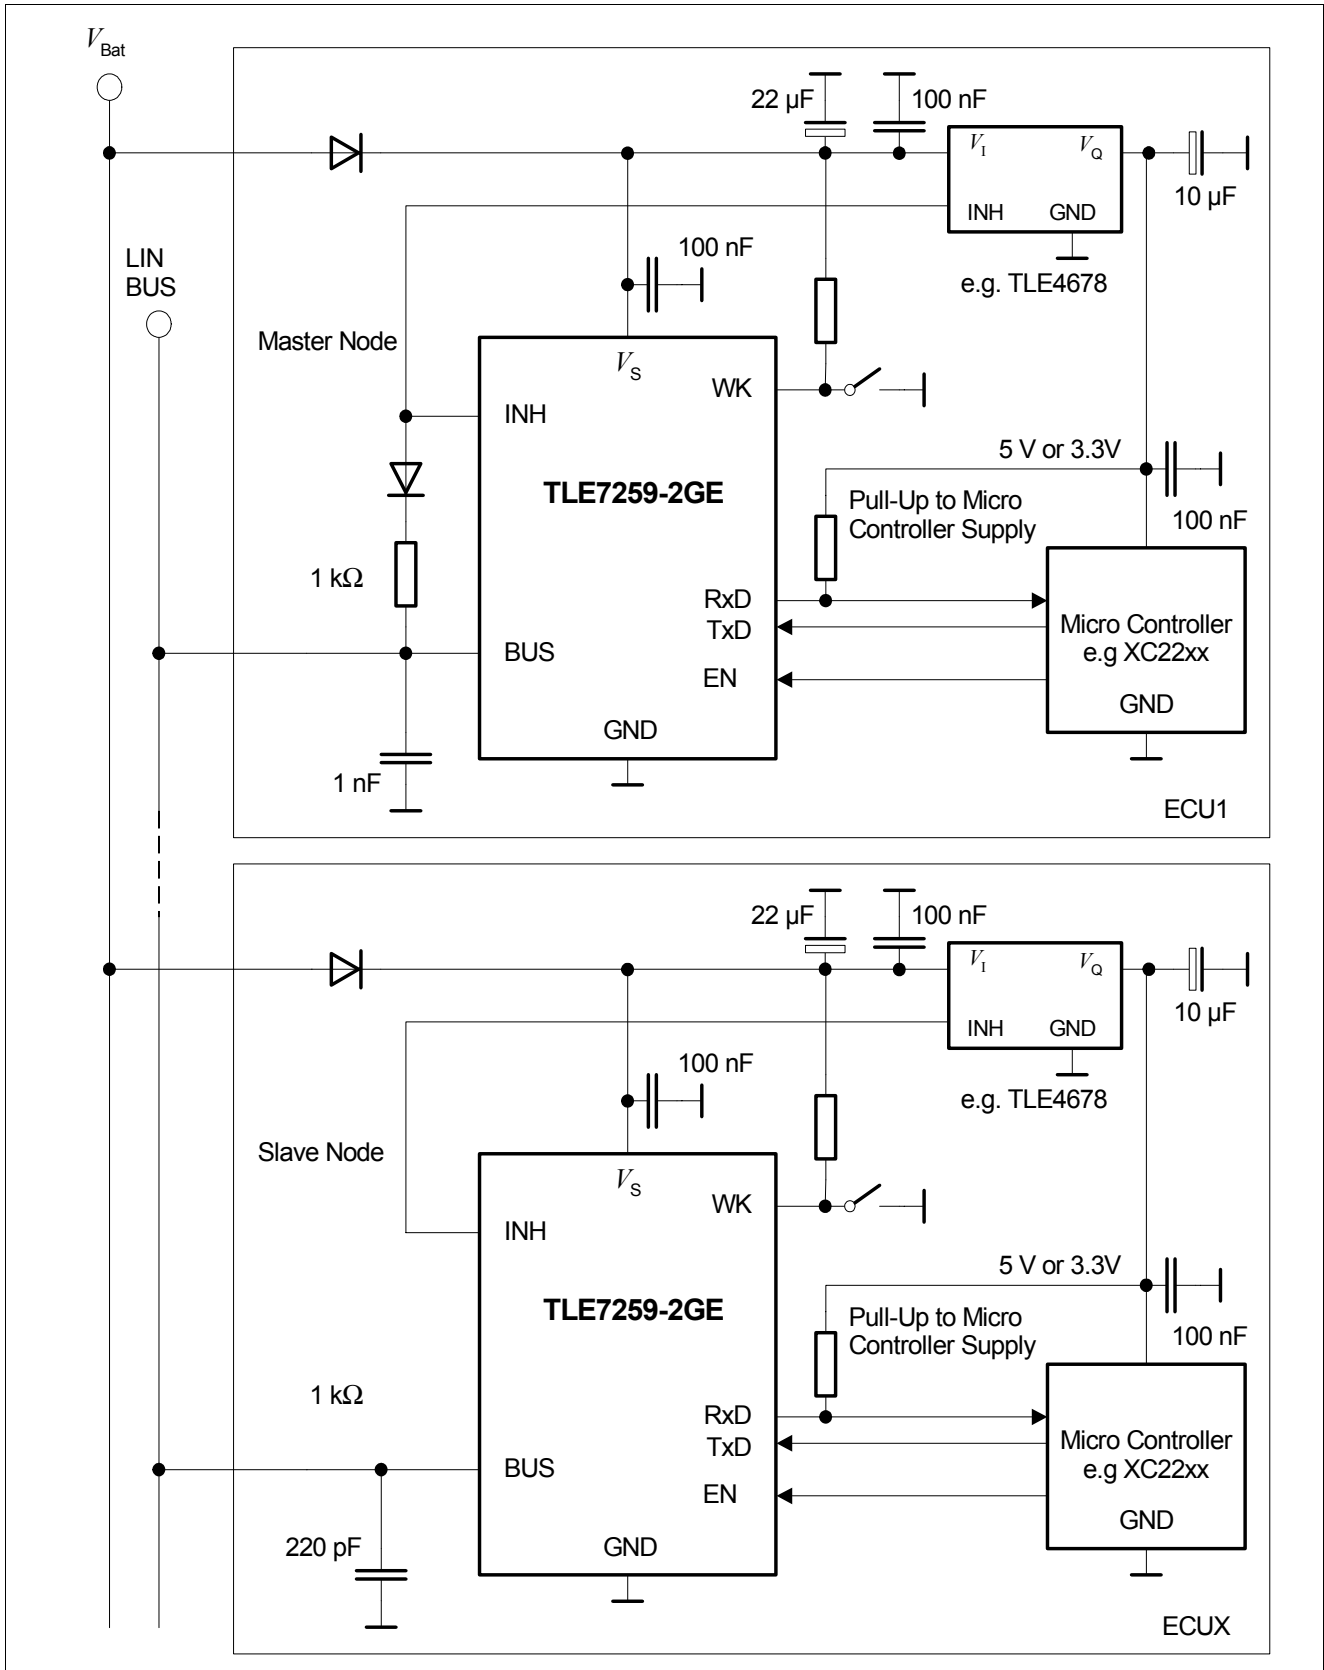 VBat
22 µF
100 nF
VI
VQ
10 µF
INH
GND
e.g. TLE4678
LIN
BUS
100 nF
Master Node
VS
WK
INH
5 V or 3.3V
TLE7259-2GE
Pull-Up to Micro
Controller Supply
100 nF
1 kΩ
RxD
TxD
Micro Controller
e.g XC22xx
BUS
EN
GND
GND
1 nF
ECU1
22 µF
100 nF
VI
VQ
10 µF
INH
GND
e.g. TLE4678
100 nF
Slave Node
VS
WK
INH
5 V or 3.3V
TLE7259-2GE
Pull-Up to Micro
Controller Supply
100 nF
1 kΩ
RxD
TxD
Micro Controller
e.g XC22xx
BUS
EN
GND
GND
220 pF
ECUX